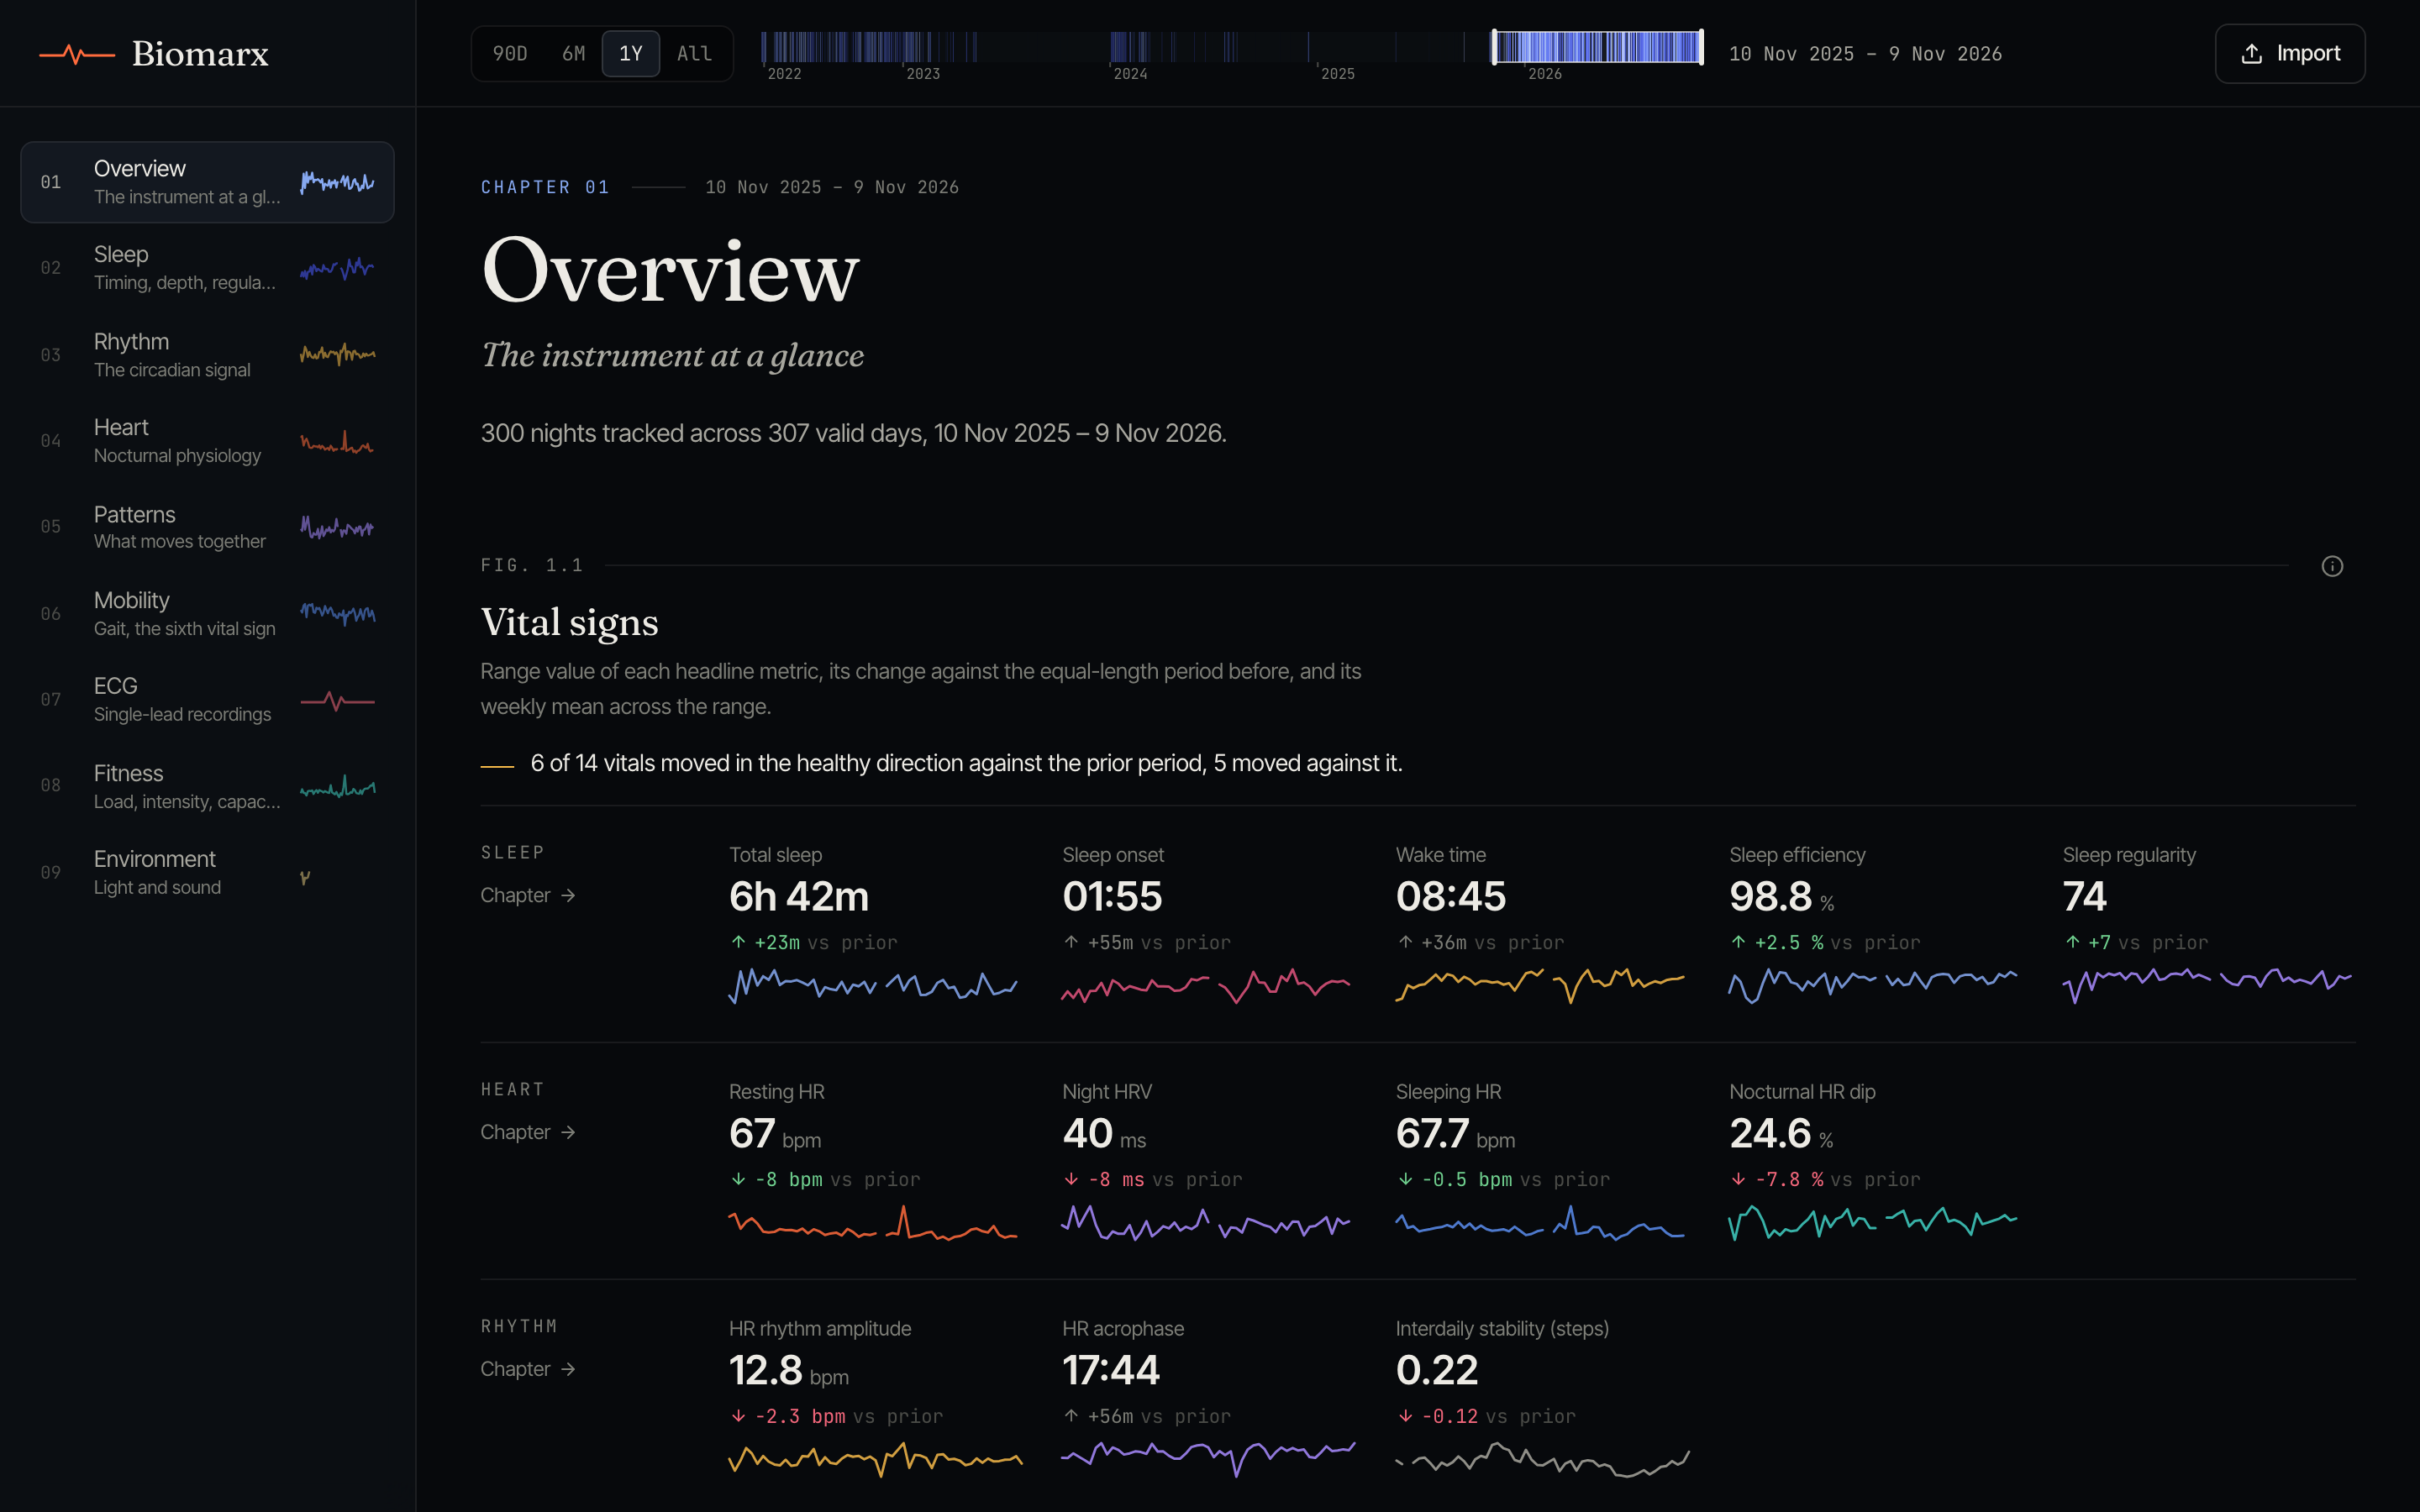 Biomarx
90D 6M 1Y All
2022 2023 2024 2025 2026
10 Nov 2025 – 9 Nov 2026
Import
01 Overview
The instrument at a gl...
02 Sleep
Timing, depth, regula...
03 Rhythm
The circadian signal
04 Heart
Nocturnal physiology
05 Patterns
What moves together
06 Mobility
Gait, the sixth vital sign
07 ECG
Single-lead recordings
08 Fitness
Load, intensity, capac...
09 Environment
Light and sound
CHAPTER 01 10 Nov 2025 – 9 Nov 2026
Overview
The instrument at a glance
300 nights tracked across 307 valid days, 10 Nov 2025 – 9 Nov 2026.
FIG. 1.1
Vital signs
Range value of each headline metric, its change against the equal-length period before, and its
weekly mean across the range.
6 of 14 vitals moved in the healthy direction against the prior period, 5 moved against it.
SLEEP
Chapter →
Total sleep
6h 42m
↑ +23m vs prior
Sleep onset
01:55
↑ +55m vs prior
Wake time
08:45
↑ +36m vs prior
Sleep efficiency
98.8 %
↑ +2.5 % vs prior
Sleep regularity
74
↑ +7 vs prior
HEART
Chapter →
Resting HR
67 bpm
↓ -8 bpm vs prior
Night HRV
40 ms
↓ -8 ms vs prior
Sleeping HR
67.7 bpm
↓ -0.5 bpm vs prior
Nocturnal HR dip
24.6 %
↓ -7.8 % vs prior
RHYTHM
Chapter →
HR rhythm amplitude
12.8 bpm
↓ -2.3 bpm vs prior
HR acrophase
17:44
↑ +56m vs prior
Interdaily stability (steps)
0.22
↓ -0.12 vs prior